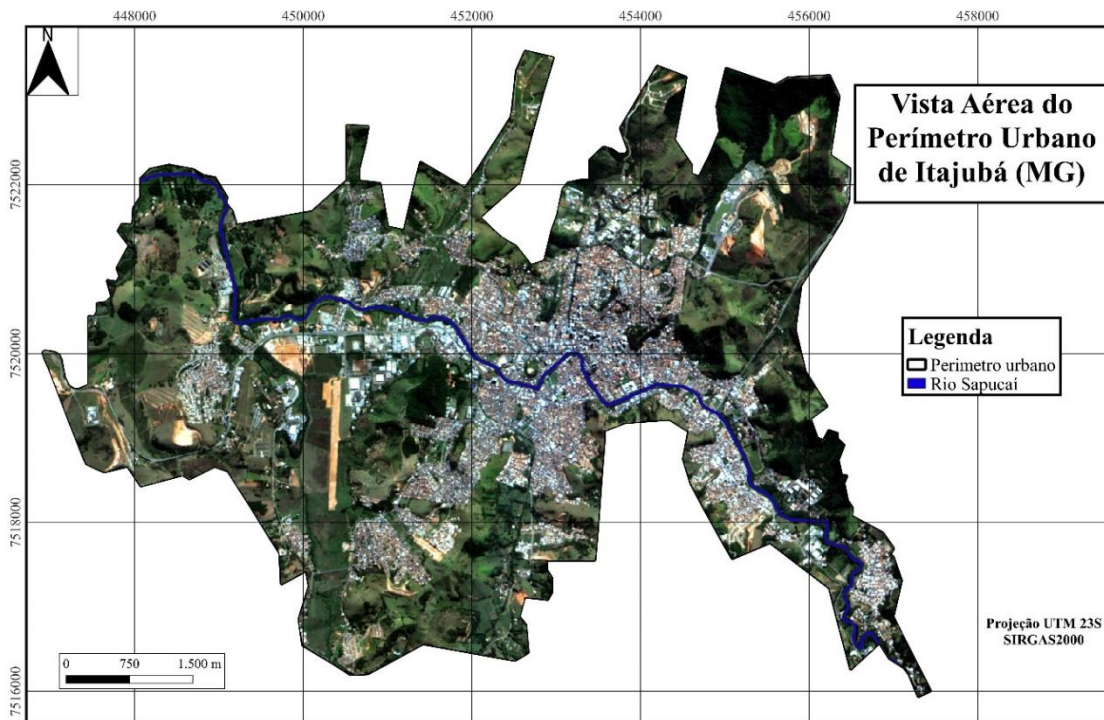 448000 450000 452000 454000 456000 458000
N
Vista Aérea do
Perímetro Urbano
de Itajubá (MG)
7522000
7520000
Legenda
Perimetro urbano
Rio Sapucaí
7518000
Projeção UTM 23S
SIRGAS2000
0 750 1.500 m
7516000